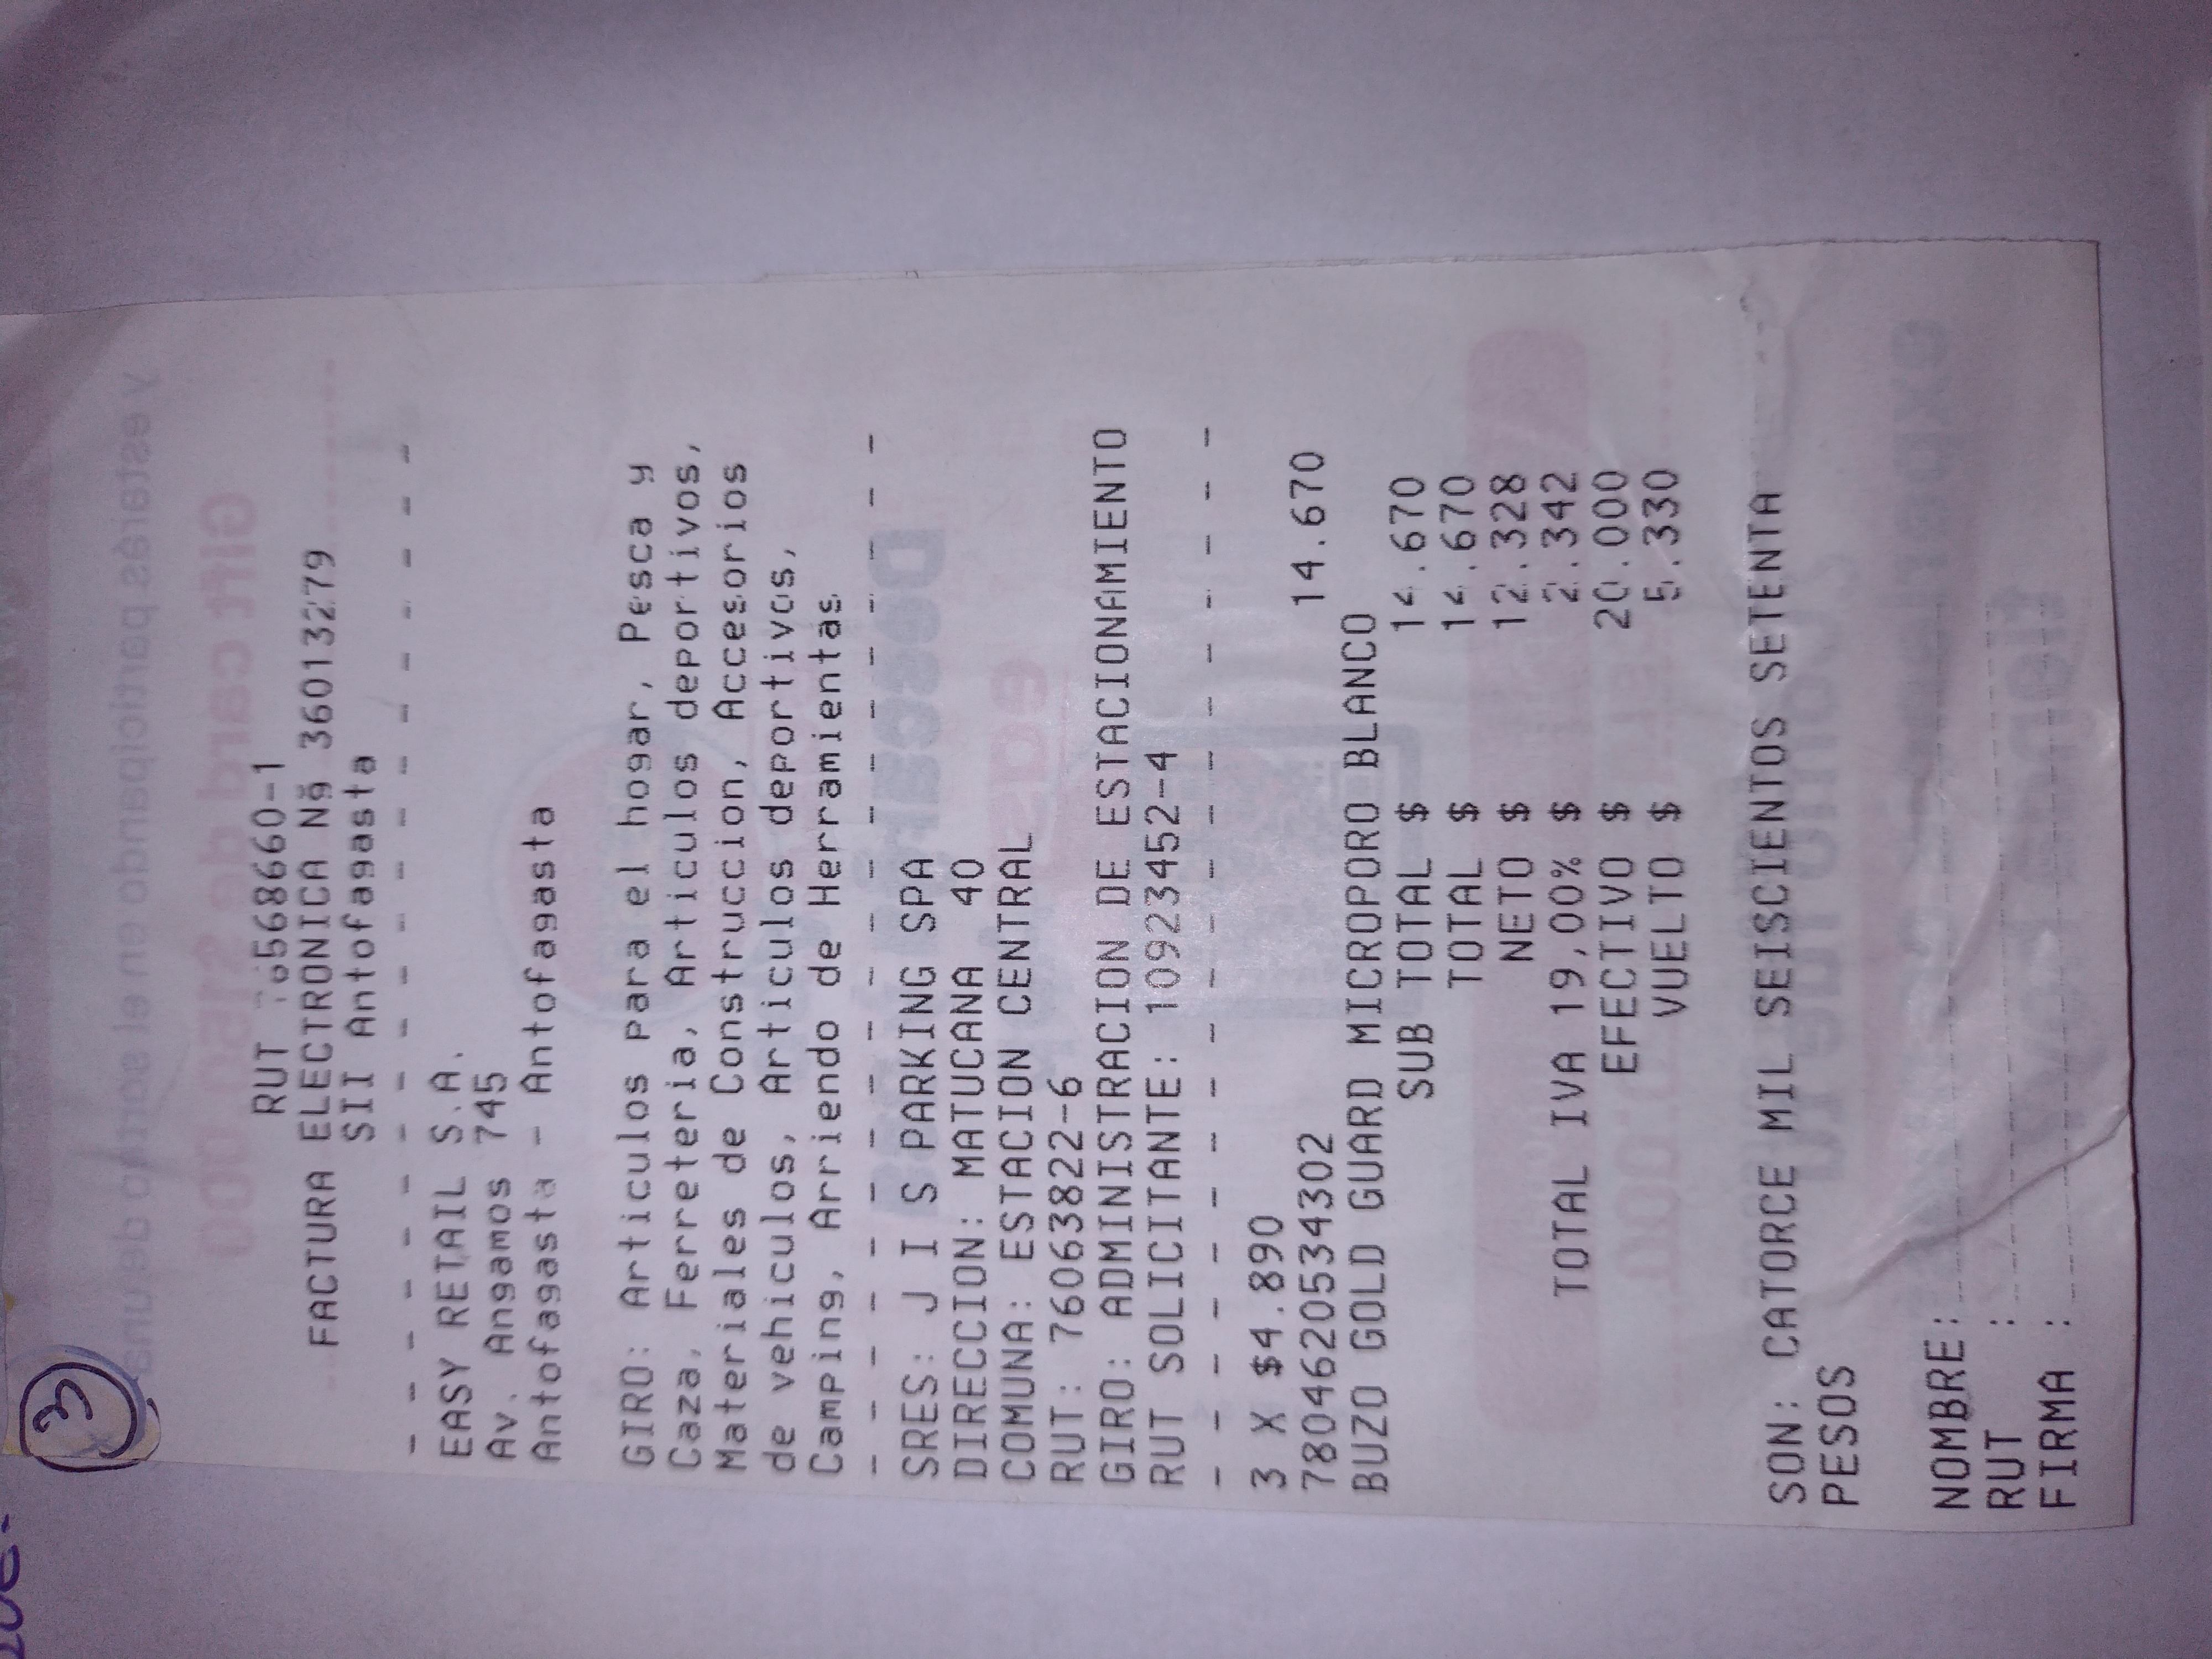 3
RUT 76568660-1
FACTURA ELECTRONICA Nº 36013279
SII Antofagasta
- - - - - - - - - - - - - - - - - - -
EASY RETAIL S.A.
Av. Angamos 745
Antofagasta - Antofagasta
GIRO: Articulos para el hogar, Pesca y
Caza, Ferreteria, Articulos deportivos,
Materiales de Construccion, Accesorios
de vehiculos, Articulos deportivos,
Camping, Arriendo de Herramientas
- - - - - - - - - - - - - - - - - - -
SRES: J I S PARKING SPA
DIRECCION: MATUCANA 40
COMUNA: ESTACION CENTRAL
RUT: 76063822-6
GIRO: ADMINISTRACION DE ESTACIONAMIENTO
RUT SOLICITANTE: 10923452-4
- - - - - - - - - - - - - - - - - - -
3 X $4.890
7804620534302 14.670
BUZO GOLD GUARD MICROPORO BLANCO
SUB TOTAL $ 14.670
TOTAL $ 14.670
NETO $ 12.328
TOTAL IVA 19,00% $ 2.342
EFECTIVO $ 20.000
VUELTO $ 5.330
SON: CATORCE MIL SEISCIENTOS SETENTA
PESOS
NOMBRE:
RUT :
FIRMA :